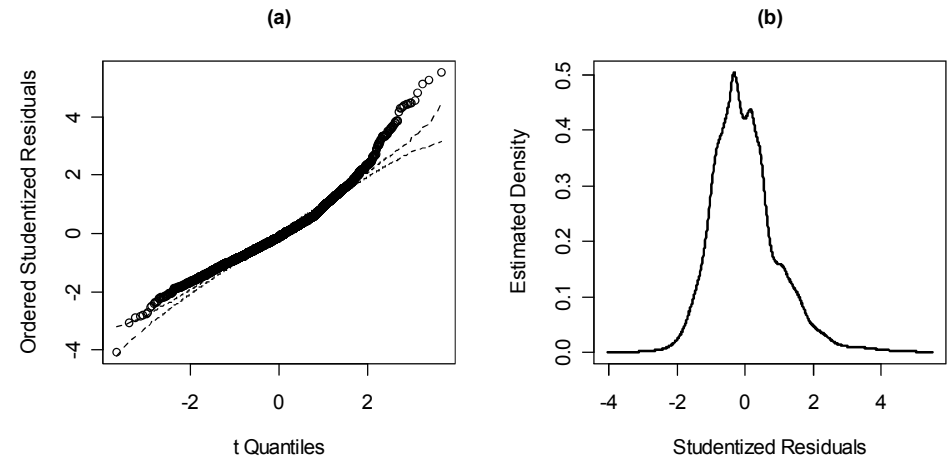 (a)
Ordered Studentized Residuals
4
2
0
-2
-4
-2 0 2
t Quantiles
(b)
Estimated Density
0.5
0.4
0.3
0.2
0.1
0.0
-4 -2 0 2 4
Studentized Residuals